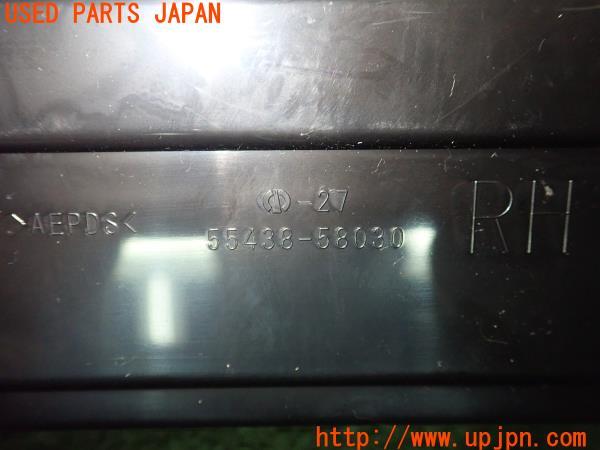 USED PARTS JAPAN
-27
>AEPDS<
55438-58030
RH
http://www.upjpn.com/